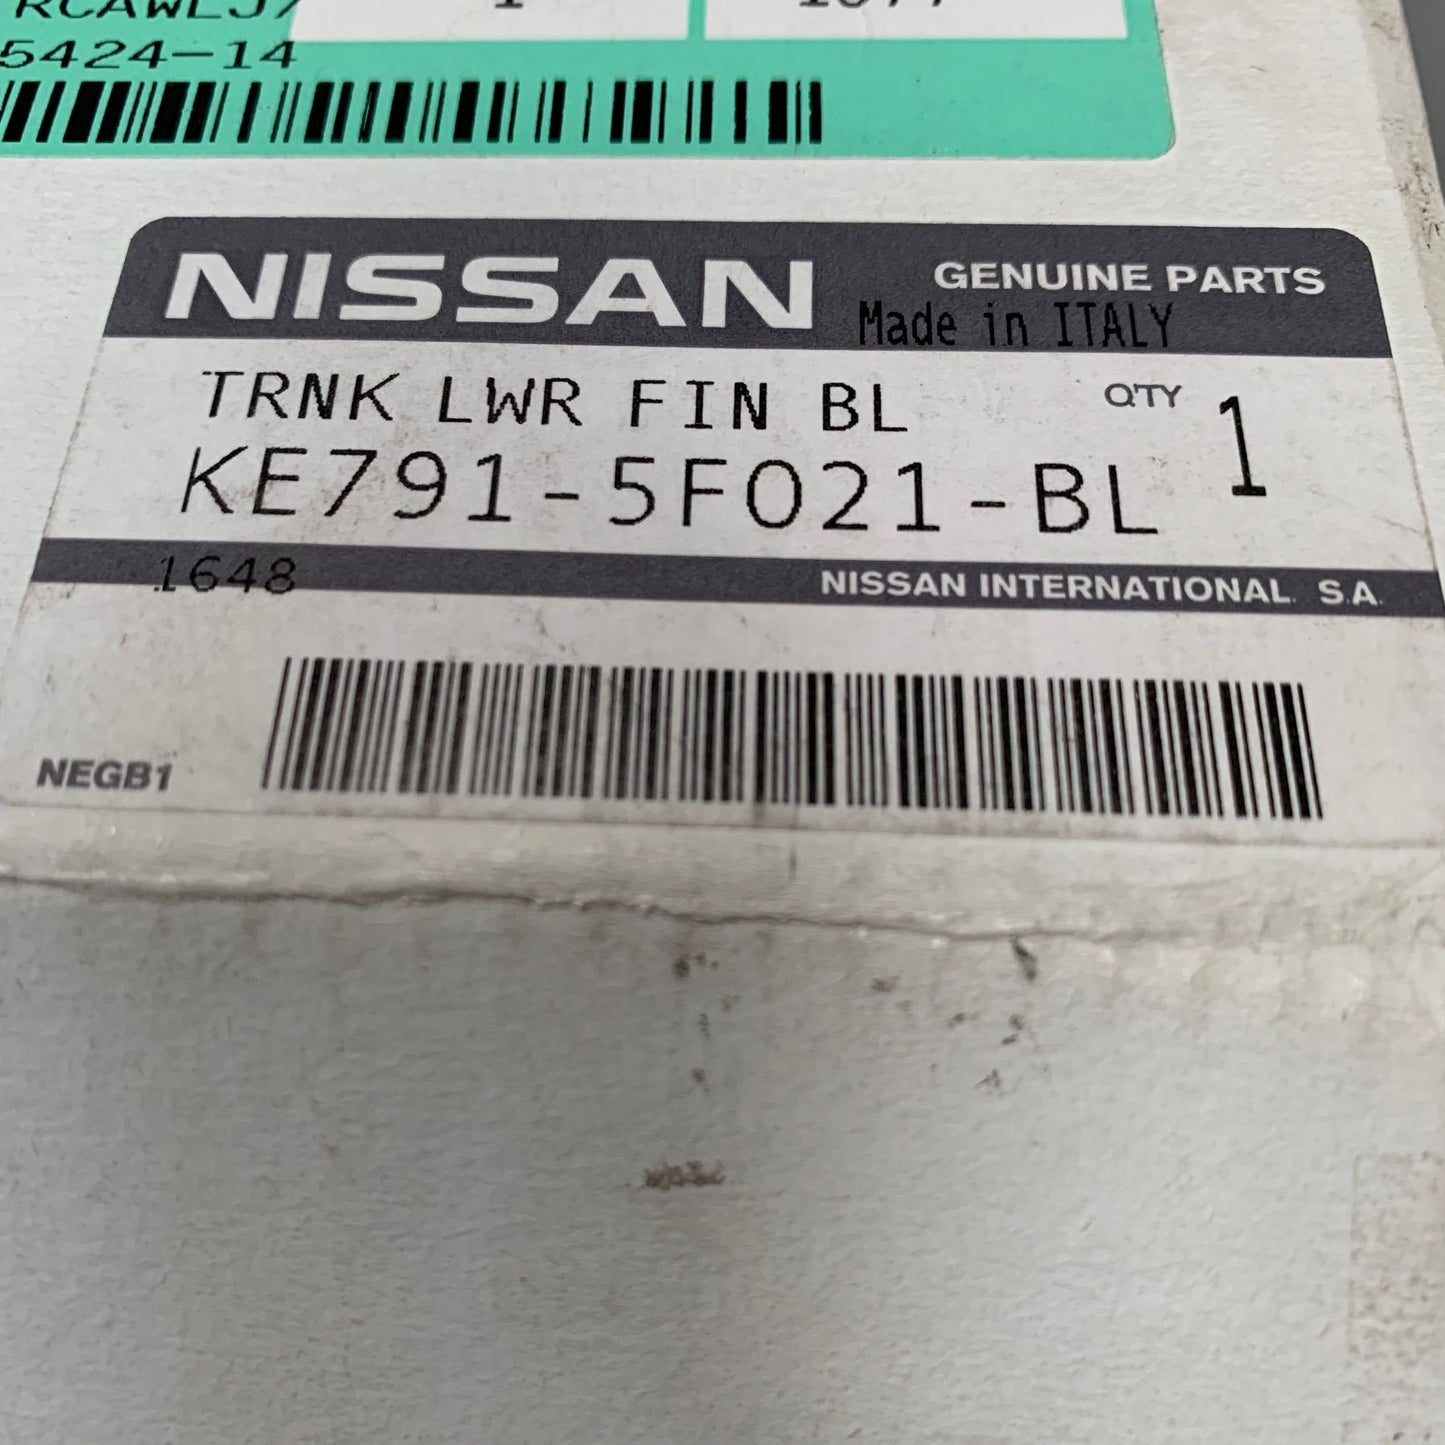 5424-14
NISSAN
GENUINE PARTS
Made in ITALY
TRNK LWR FIN BL
Q'TY 1
KE791-5F021-BL
1648
NISSAN INTERNATIONAL S.A.
NEGB1